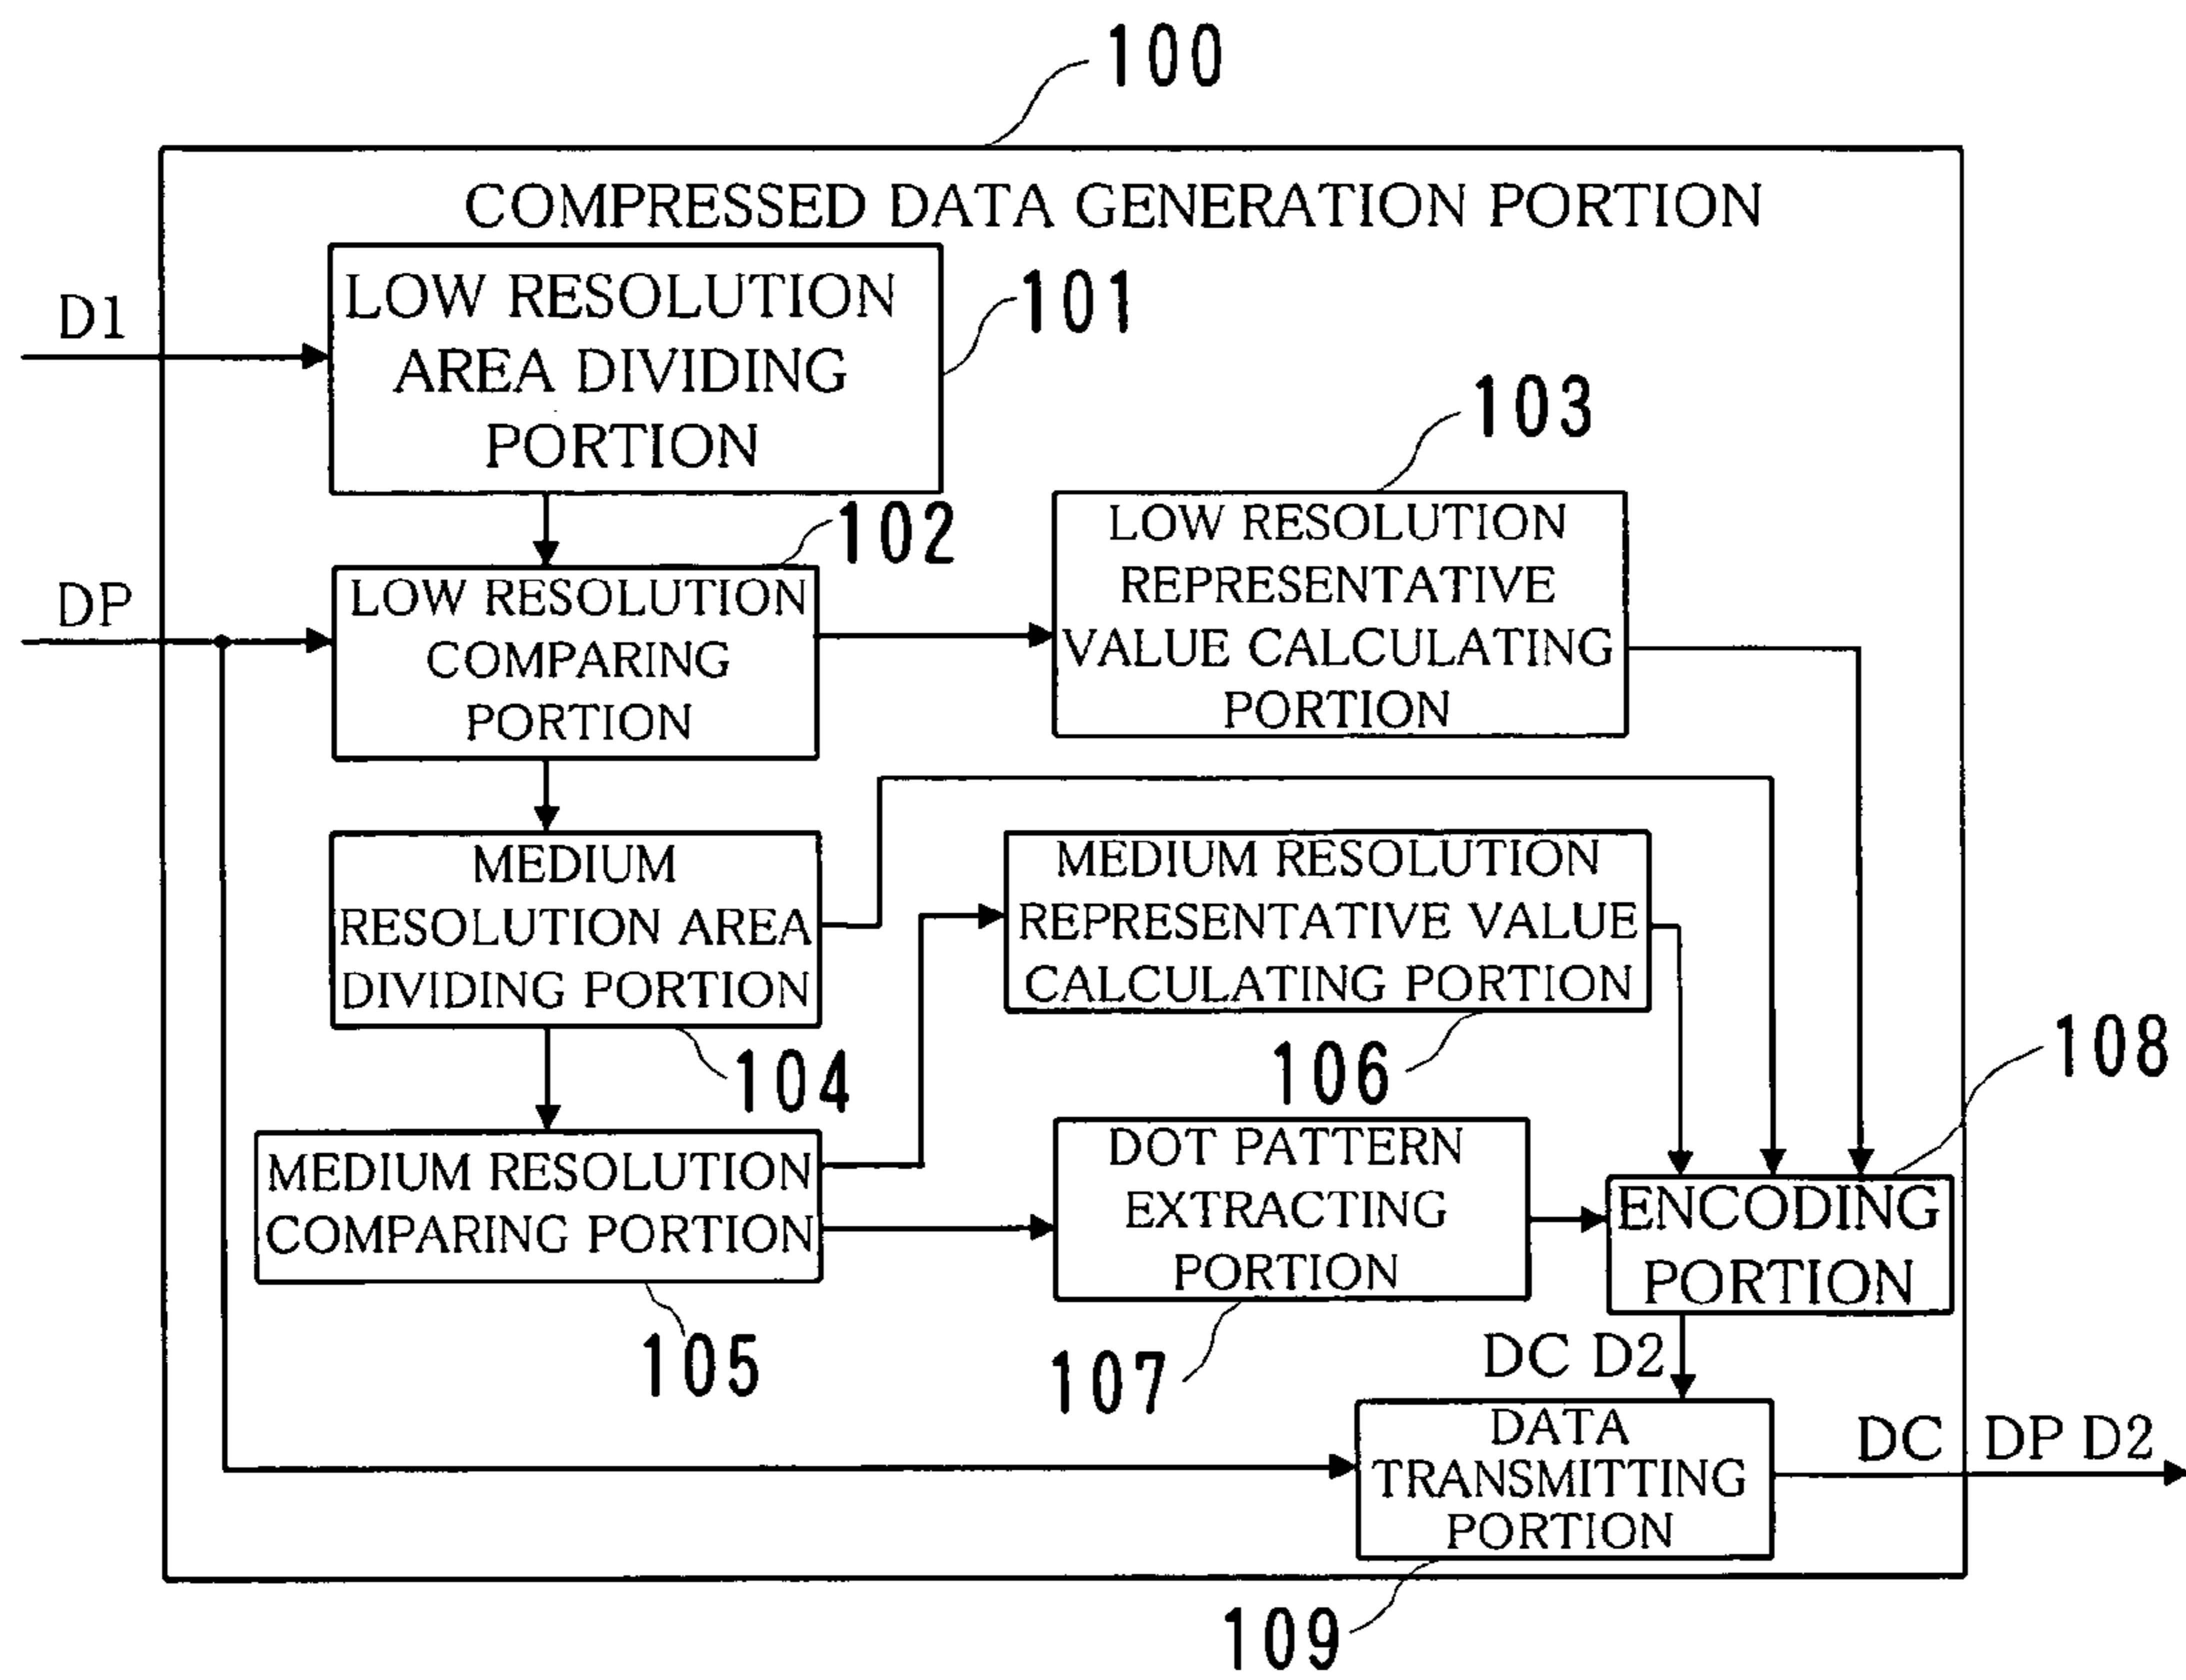 100
COMPRESSED DATA GENERATION PORTION
D1
LOW RESOLUTION
AREA DIVIDING
PORTION
101
103
102
LOW RESOLUTION
REPRESENTATIVE
VALUE CALCULATING
PORTION
DP
LOW RESOLUTION
COMPARING
PORTION
MEDIUM
RESOLUTION AREA
DIVIDING PORTION
104
MEDIUM RESOLUTION
REPRESENTATIVE VALUE
CALCULATING PORTION
106
108
MEDIUM RESOLUTION
COMPARING PORTION
105
DOT PATTERN
EXTRACTING
PORTION
107
ENCODING
PORTION
DC D2
DATA
TRANSMITTING
PORTION
109
DC DP D2